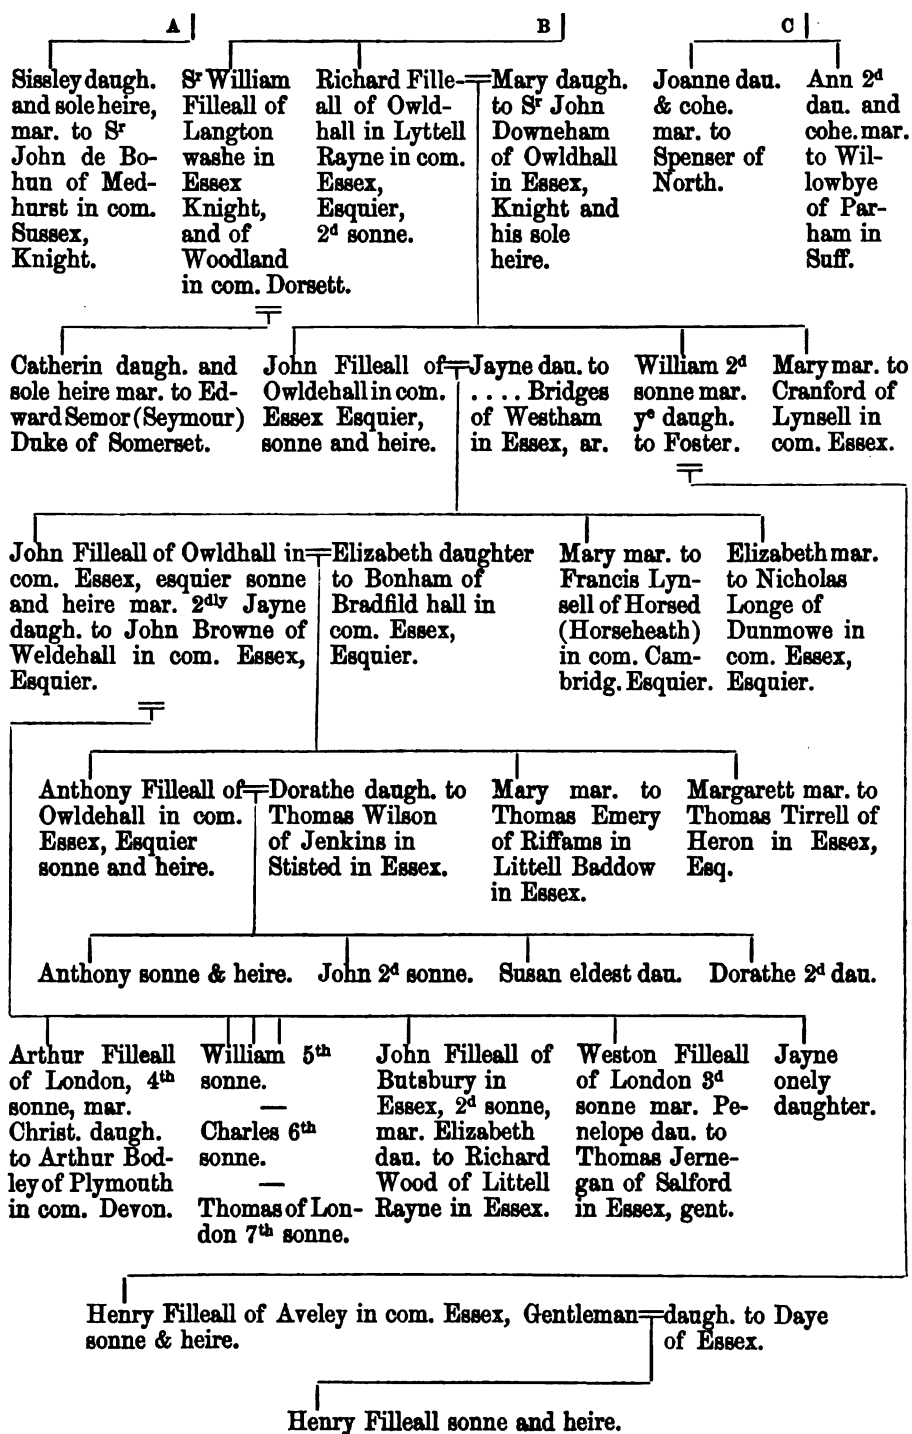 A B C
Sissley daugh.
and sole heire,
mar. to Sr
John de Bo-
hun of Med-
hurst in com.
Sussex,
Knight.
Sr William
Filleall of
Langton
washe in
Essex
Knight,
and of
Woodland
in com. Dorsett.
Richard Fille-
all of Owld-
hall in Lyttell
Rayne in com.
Essex,
Esquier,
2d sonne.
Mary daugh.
to Sr John
Downeham
of Owldhall
in Essex,
Knight and
his sole
heire.
Joanne dau.
& cohe.
mar. to
Spenser of
North.
Ann 2d
dau. and
cohe. mar.
to Wil-
lowbye
of Par-
ham in
Suff.
Catherin daugh. and
sole heire mar. to Ed-
ward Semor (Seymour)
Duke of Somerset.
John Filleall of
Owldehall in com.
Essex Esquier,
sonne and heire.
Jayne dau. to
.... Bridges
of Westham
in Essex, ar.
William 2d
sonne mar.
ye daugh.
to Foster.
Mary mar. to
Cranford of
Lynsell in
com. Essex.
John Filleall of Owldhall in
com. Essex, esquier sonne
and heire mar. 2dly Jayne
daugh. to John Browne of
Weldehall in com. Essex,
Esquier.
Elizabeth daughter
to Bonham of
Bradfild hall in
com. Essex,
Esquier.
Mary mar. to
Francis Lyn-
sell of Horsed
(Horseheath)
in com. Cam-
bridg. Esquier.
Elizabeth mar.
to Nicholas
Longe of
Dunmowe in
com. Essex,
Esquier.
Anthony Filleall of
Owldehall in com.
Essex, Esquier
sonne and heire.
Dorathe daugh. to
Thomas Wilson
of Jenkins in
Stisted in Essex.
Mary mar. to
Thomas Emery
of Riffams in
Littell Baddow
in Essex.
Margarett mar. to
Thomas Tirrell of
Heron in Essex,
Esq.
Anthony sonne & heire. John 2d sonne. Susan eldest dau. Dorathe 2d dau.
Arthur Filleall
of London, 4th
sonne, mar.
Christ. daugh.
to Arthur Bod-
ley of Plymouth
in com. Devon.
William 5th
sonne.
—
Charles 6th
sonne.
—
Thomas of Lon-
don 7th sonne.
John Filleall of
Butsbury in
Essex, 2d sonne,
mar. Elizabeth
dau. to Richard
Wood of Littell
Rayne in Essex.
Weston Filleall
of London 3d
sonne mar. Pe-
nelope dau. to
Thomas Jerne-
gan of Salford
in Essex, gent.
Jayne
onely
daughter.
Henry Filleall of Aveley in com. Essex, Gentleman
sonne & heire.
daugh. to Daye
of Essex.
Henry Filleall sonne and heire.